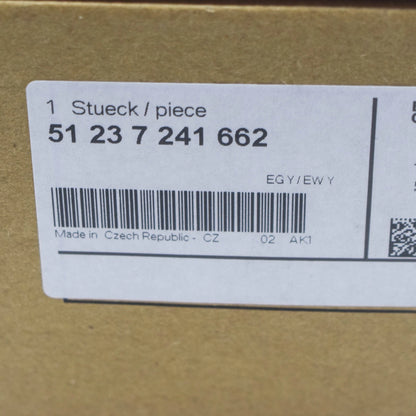 1 Stueck / piece
51 23 7 241 662
EGY/EWY
Made in Czech Republic - CZ 02 AK1